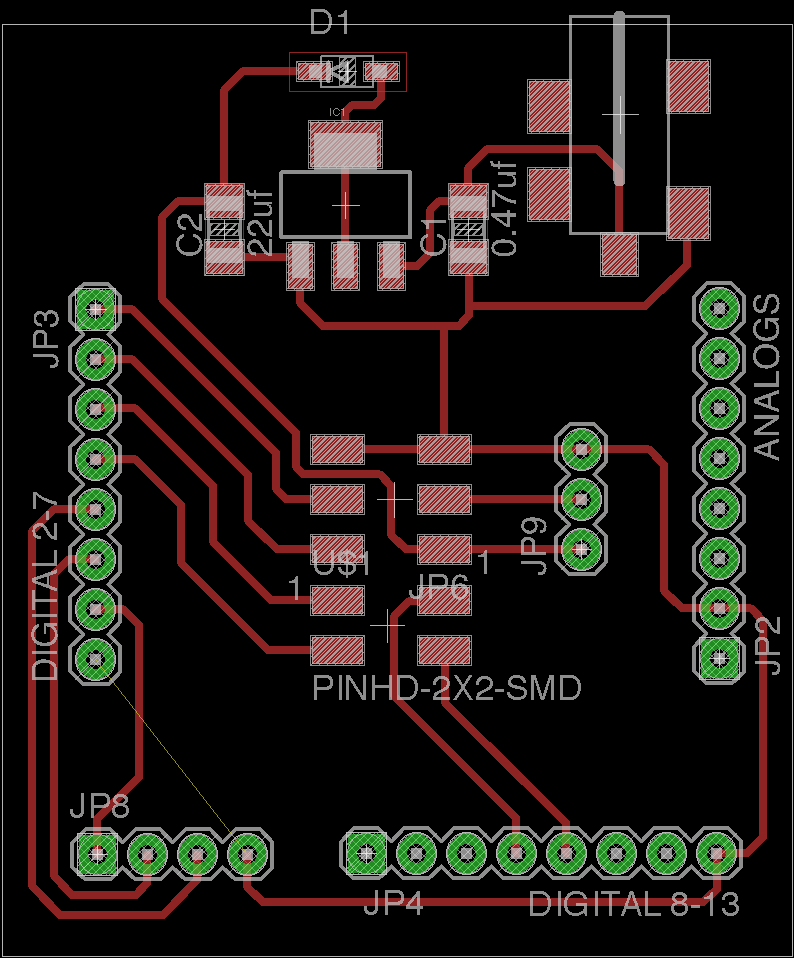 D1
IC1
C2
22uf
C1
0.47uf
JP3
ANALOGS
DIGITAL 2-7
U$1
1
JP9
1
JP6
JP2
PINHD-2X2-SMD
JP8
JP4
DIGITAL 8-13